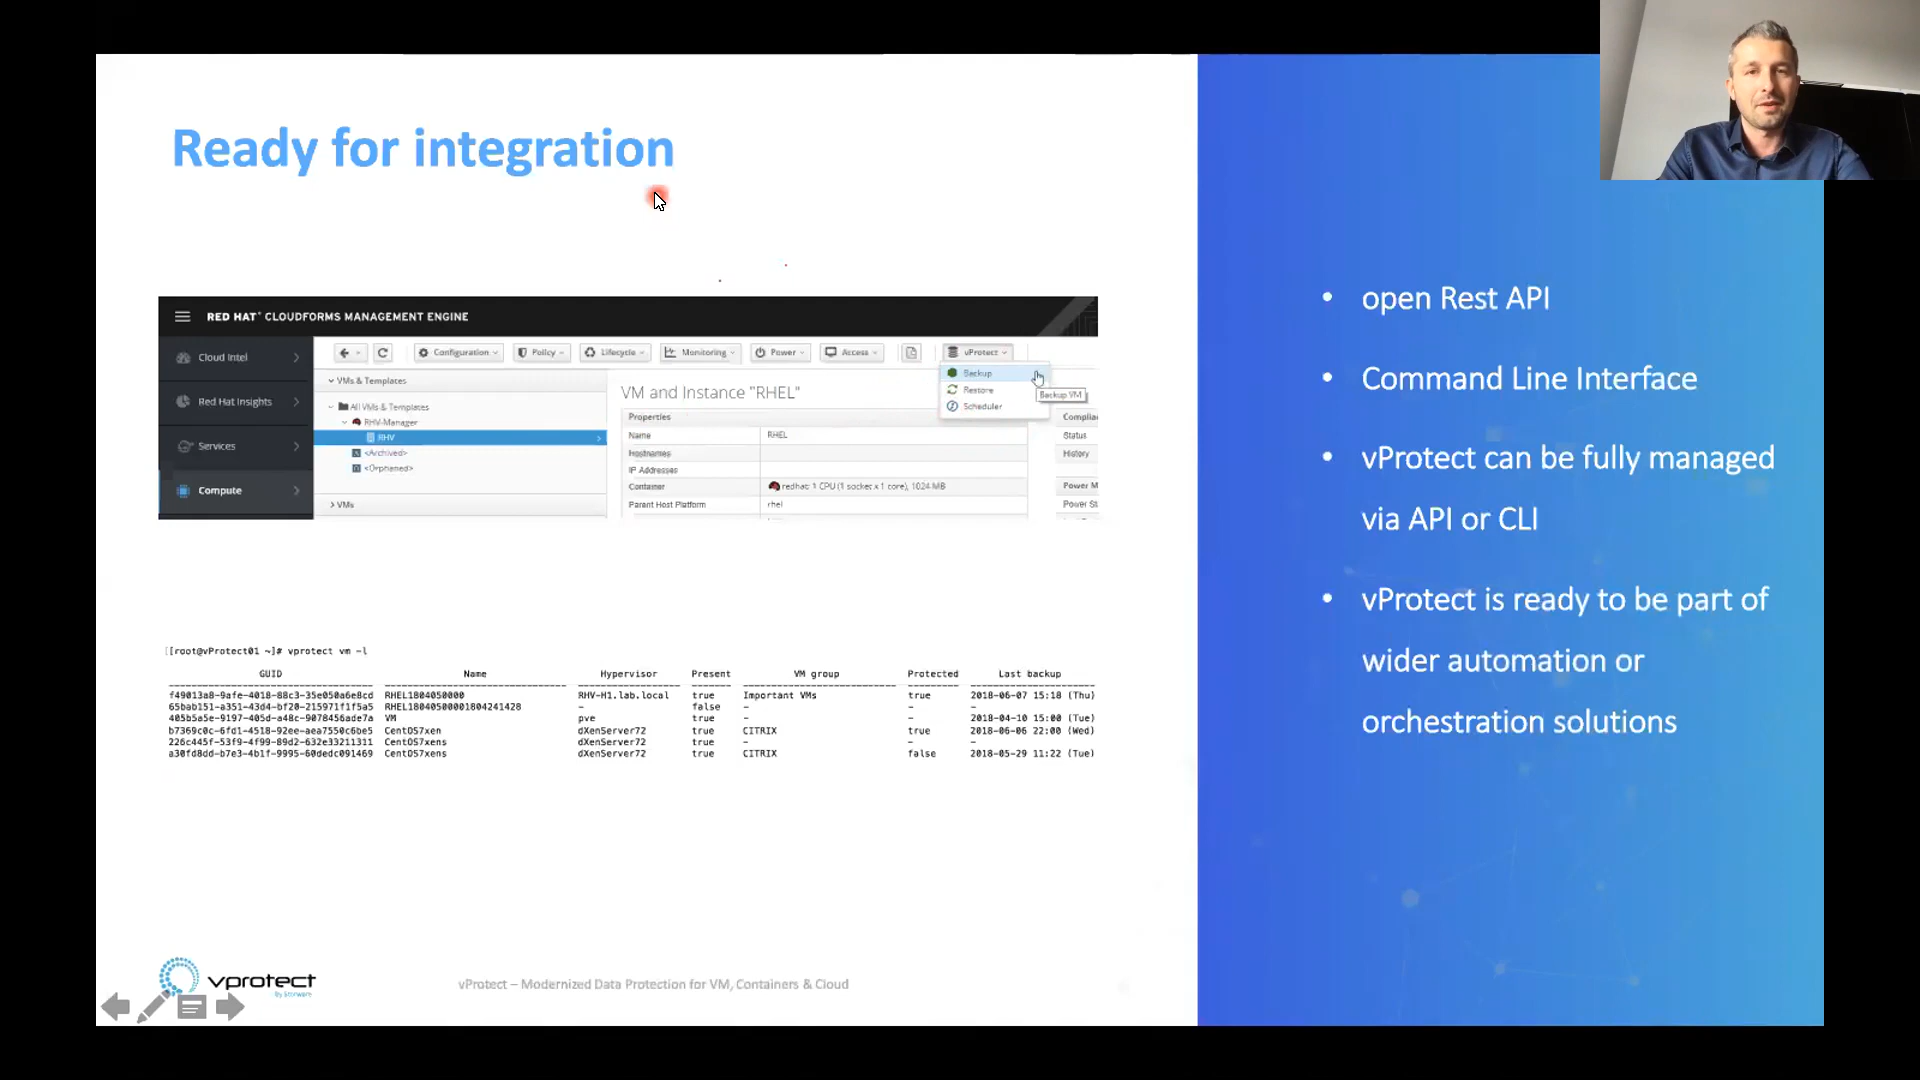 Ready for integration
RED HAT® CLOUDFORMS MANAGEMENT ENGINE
Cloud Intel
Red Hat Insights
Services
Compute
Configuration
Policy
Lifecycle
Monitoring
Power
Access
vProtect
Backup
Restore
Scheduler
Backup VM
VMs & Templates
All VMs & Templates
RHV-Manager
RHV
<Archived>
<Orphaned>
VMs
VM and Instance "RHEL"
Properties
Name RHEL
Hostnames
IP Addresses
Container redhat: 1 CPU (1 socket x 1 core), 1024 MB
Parent Host Platform rhel
Complia
Status
History
Power M
Power St
[[root@vProtect01 ~]# vprotect vm -l
GUID Name Hypervisor Present VM group Protected Last backup
f49013a8-9afe-4018-88c3-35e050a6e8cd RHEL1804050000 RHV-H1.lab.local true Important VMs true 2018-06-07 15:18 (Thu)
65bab151-a351-43d4-bf20-215971f1f5a5 RHEL18040500001804241428 - false - - -
405b5a5e-9197-405d-a48c-9078456ade7a VM pve true - - 2018-04-10 15:00 (Tue)
b7369c0c-6fd1-4518-92ee-aea7550c6be5 CentOS7xen dXenServer72 true CITRIX true 2018-06-06 22:00 (Wed)
226c445f-53f9-4f99-89d2-632e33211311 CentOS7xens dXenServer72 true - - -
a30fd8dd-b7e3-4b1f-9995-60dedc091469 CentOS7xens dXenServer72 true CITRIX false 2018-05-29 11:22 (Tue)
• open Rest API
• Command Line Interface
• vProtect can be fully managed
via API or CLI
• vProtect is ready to be part of
wider automation or
orchestration solutions
vprotect
by Storware
vProtect – Modernized Data Protection for VM, Containers & Cloud